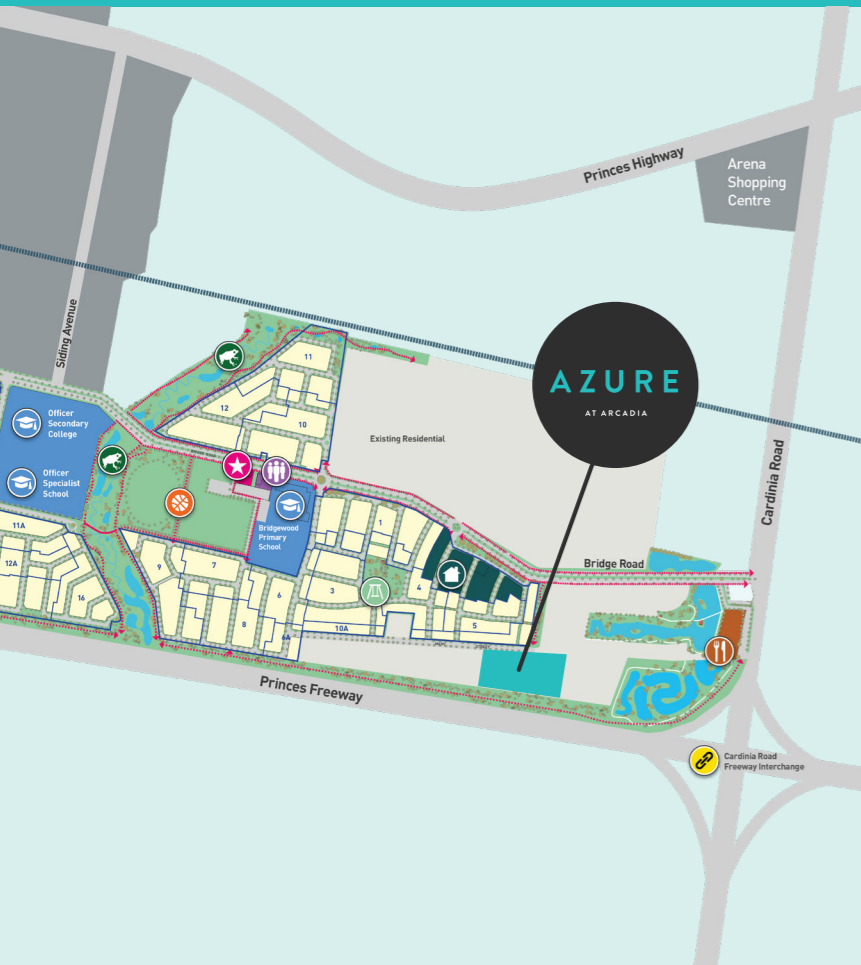 Princes Highway
Arena
Shopping
Centre
Siding Avenue
11
AZURE
AT ARCADIA
12
10
Officer
Secondary
College
Existing Residential
Cardinia Road
Officer
Specialist
School
11A
1
Bridgewood
Primary
School
12A
9
7
Bridge Road
16
3
4
6
8
10A
5
6A
Princes Freeway
Cardinia Road
Freeway Interchange